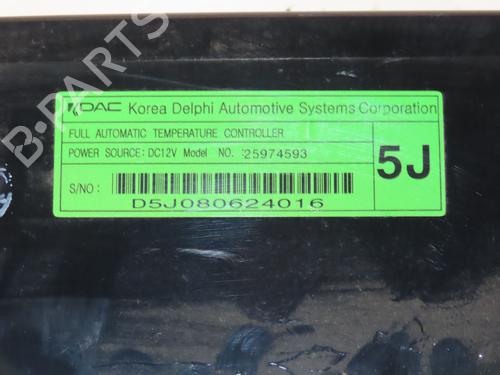 KDAC Korea Delphi Automotive Systems Corporation
FULL AUTOMATIC TEMPERATURE CONTROLLER
POWER SOURCE: DC12V Model NO. 25974593
5J
S/NO :
D5J080624016
B-PARTS